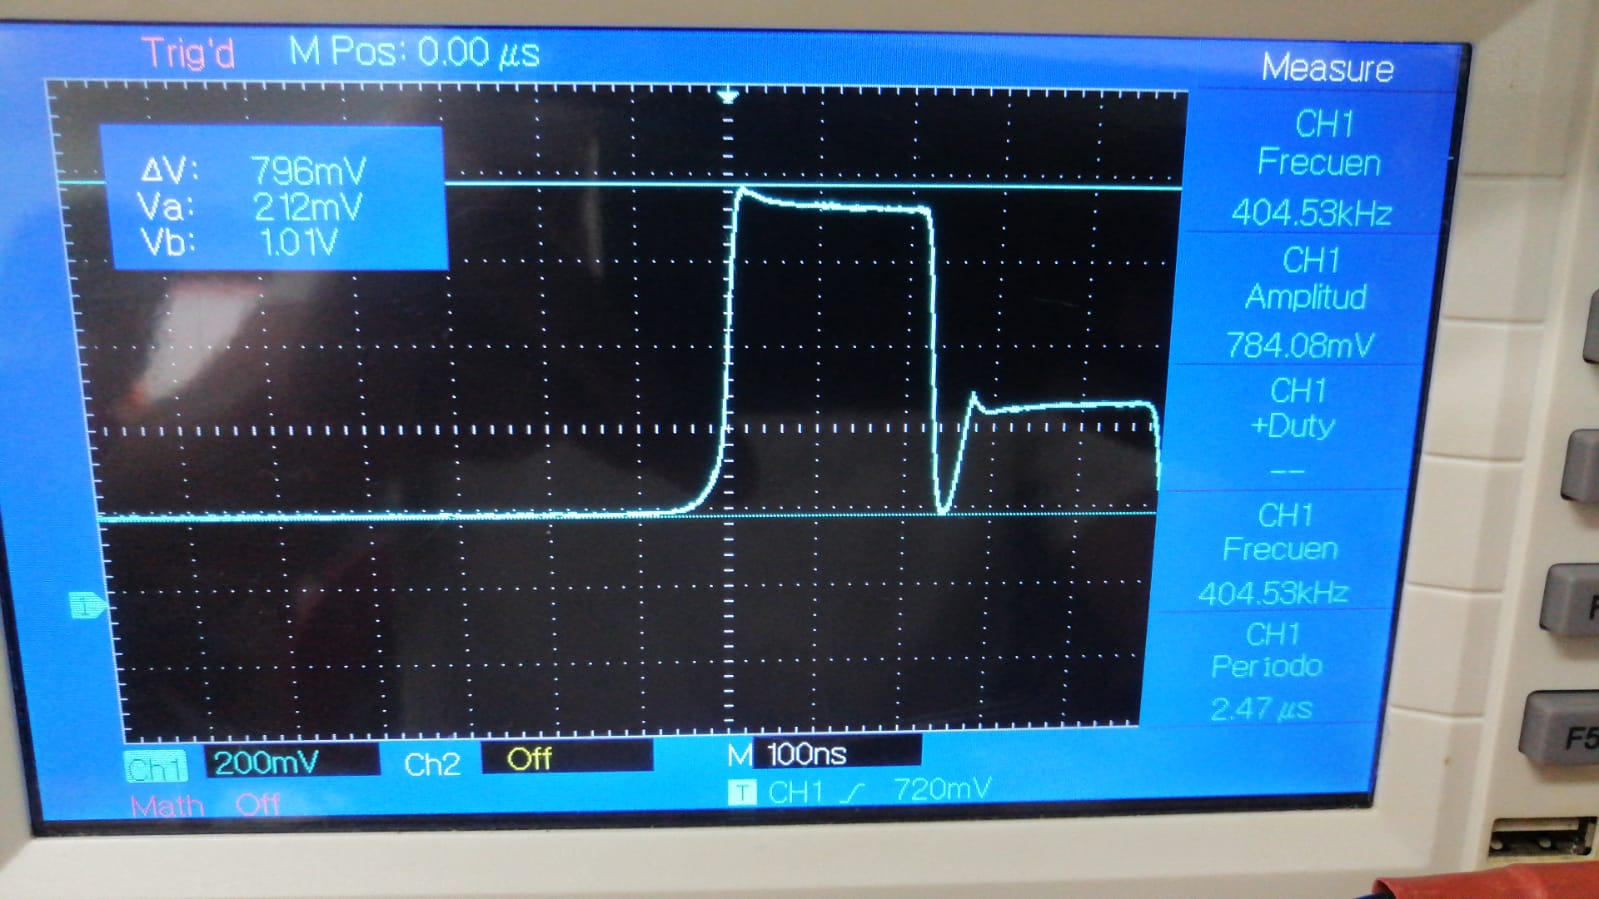 Trig'd M Pos: 0.00 μs
Measure
ΔV: 796mV
Va: 212mV
Vb: 1.01V
CH1
Frecuen
404.53kHz
CH1
Amplitud
784.08mV
CH1
+Duty
--
CH1
Frecuen
404.53kHz
CH1
Periodo
2.47μs
1
Ch1 200mV Ch2 Off M 100ns
Math Off T CH1 720mV
F5